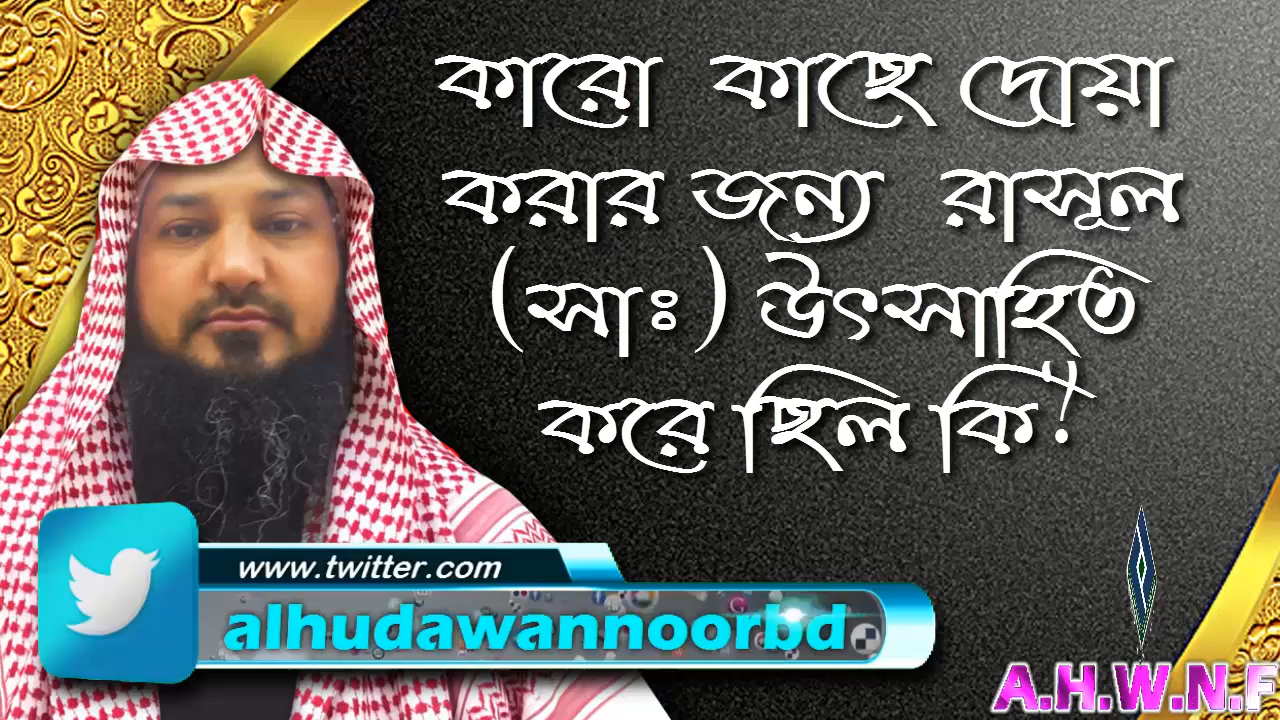 কারো কাছে দোয়া
করার জন্য রাসূল
(সাঃ) উৎসাহিত
করে ছিল কি!
www.twitter.com
alhudawannoorbd
A.H.W.N.F